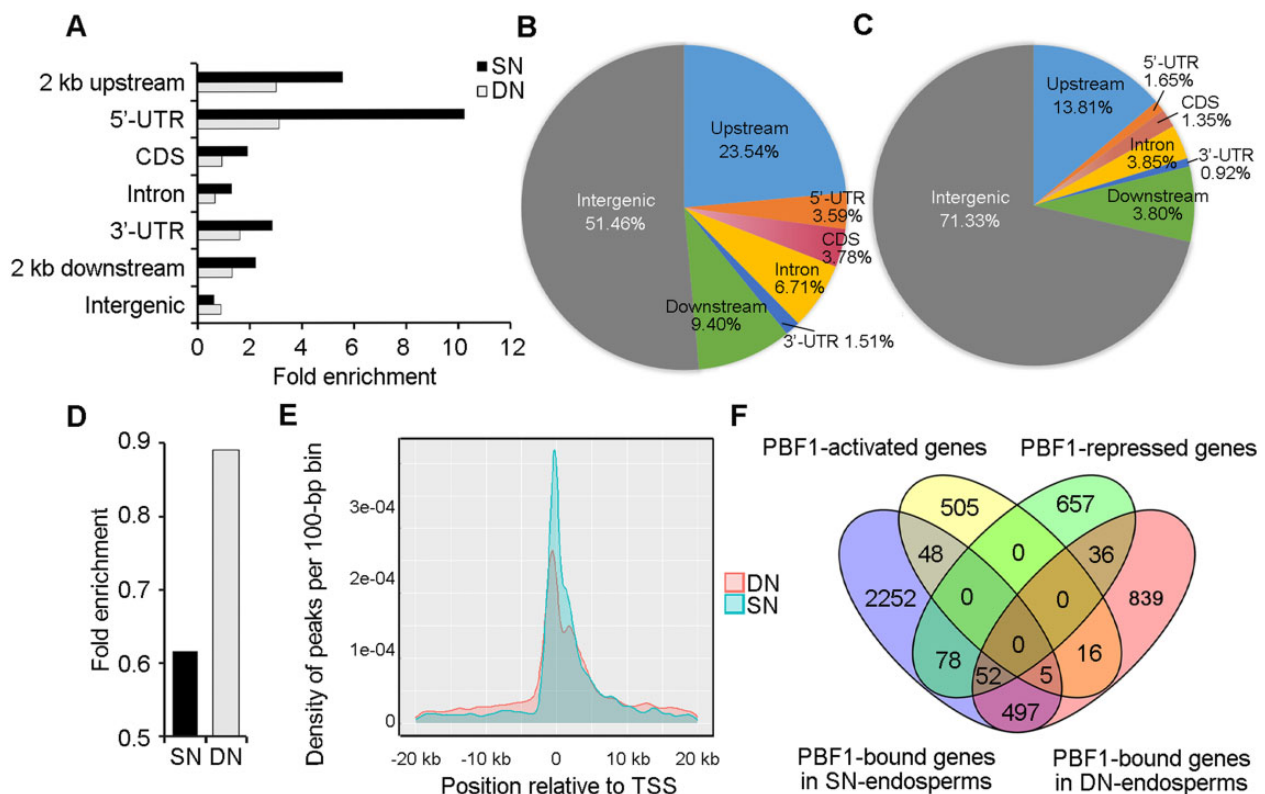 A
2 kb upstream
5'-UTR
CDS
Intron
3'-UTR
2 kb downstream
Intergenic
0 2 4 6 8 10 12
Fold enrichment
SN
DN
B
Upstream
23.54%
5'-UTR
3.59%
CDS
3.78%
Intron
6.71%
3'-UTR 1.51%
Downstream
9.40%
Intergenic
51.46%
C
Upstream
13.81%
5'-UTR
1.65%
CDS
1.35%
Intron
3.85%
3'-UTR
0.92%
Downstream
3.80%
Intergenic
71.33%
D
Fold enrichment
0.9
0.8
0.7
0.6
0.5
SN DN
E
Density of peaks per 100-bp bin
3e-04
2e-04
1e-04
0
-20 kb -10 kb 0 10 kb 20 kb
Position relative to TSS
DN
SN
F
PBF1-activated genes
PBF1-repressed genes
505
657
48
0
36
2252
0
0
839
0
78
52
5
16
497
PBF1-bound genes
in SN-endosperms
PBF1-bound genes
in DN-endosperms